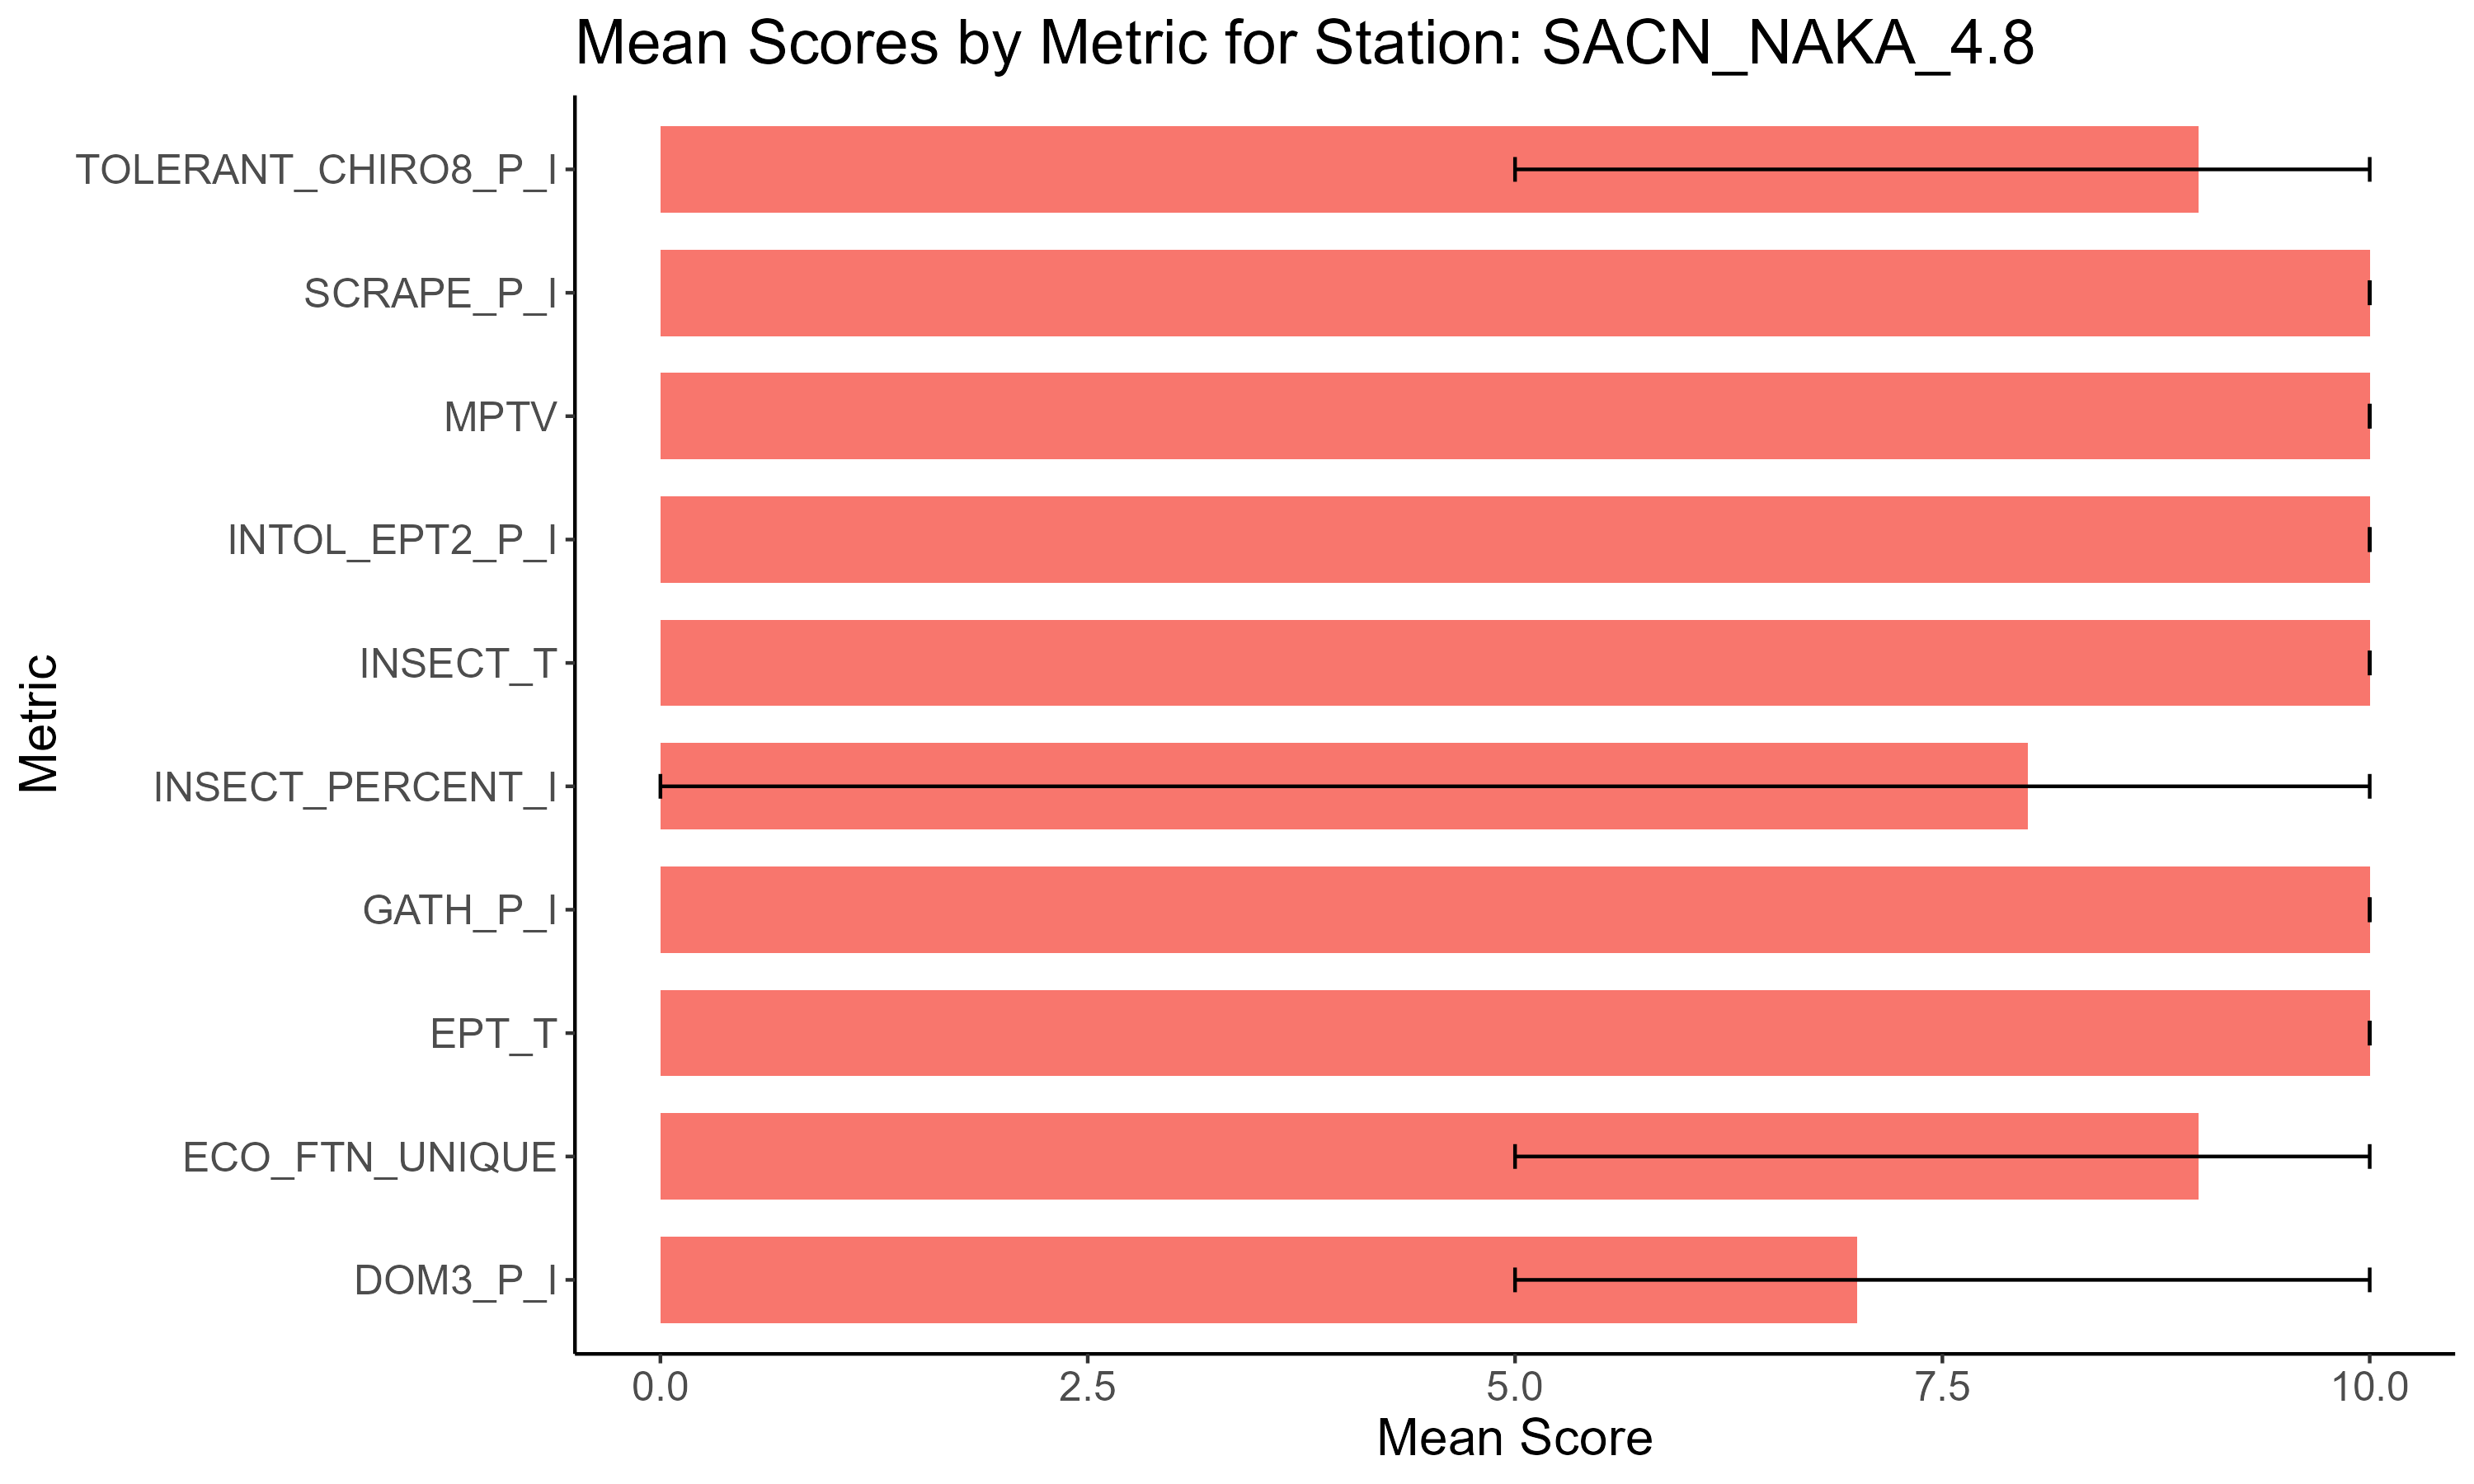 Mean Scores by Metric for Station: SACN_NAKA_4.8
TOLERANT_CHIRO8_P_I
SCRAPE_P_I
MPTV
INTOL_EPT2_P_I
INSECT_T
INSECT_PERCENT_I
GATH_P_I
EPT_T
ECO_FTN_UNIQUE
DOM3_P_I
Metric
0.0 2.5 5.0 7.5 10.0
Mean Score